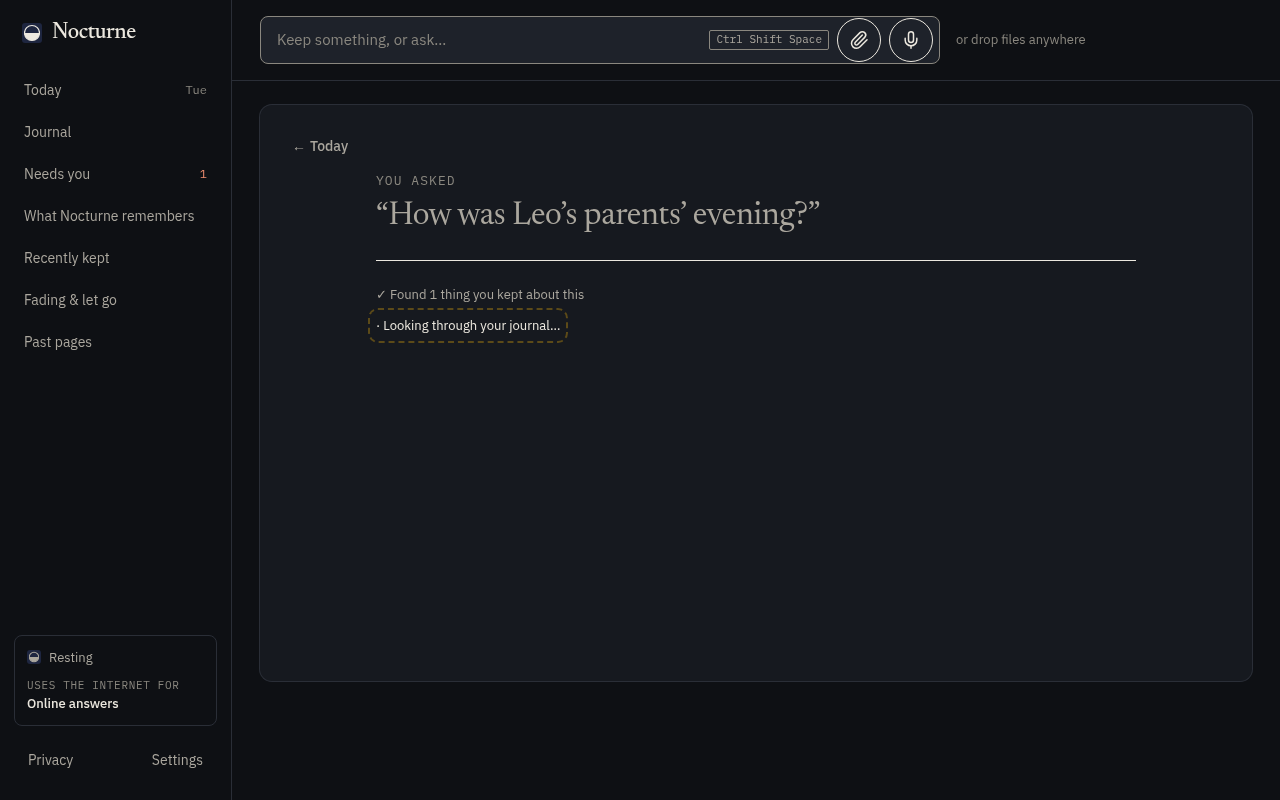 Nocturne
Today Tue
Journal
Needs you 1
What Nocturne remembers
Recently kept
Fading & let go
Past pages
Resting
USES THE INTERNET FOR
Online answers
Privacy Settings
Keep something, or ask... Ctrl Shift Space or drop files anywhere
← Today
YOU ASKED
“How was Leo’s parents’ evening?”
✓ Found 1 thing you kept about this
· Looking through your journal...